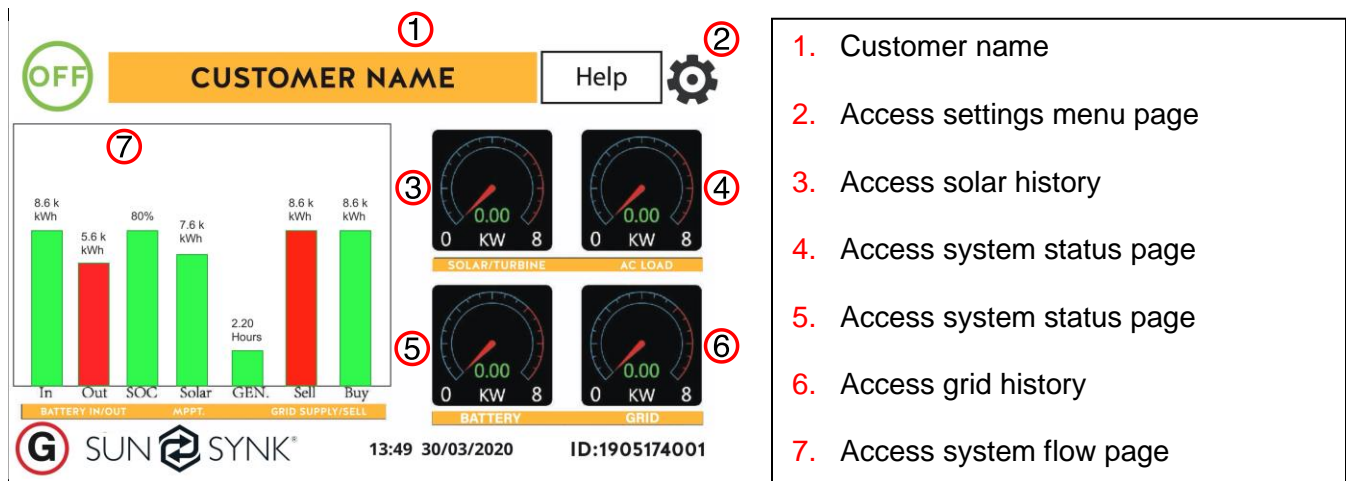 ①
②
OFF
CUSTOMER NAME
Help
⑦
8.6 k
kWh
5.6 k
kWh
80%
7.6 k
kWh
2.20
Hours
8.6 k
kWh
8.6 k
kWh
In Out SOC Solar GEN. Sell Buy
BATTERY IN/OUT MPPT. GRID SUPPLY/SELL
③
0.00
0 KW 8
SOLAR/TURBINE
④
0.00
0 KW 8
AC LOAD
⑤
0.00
0 KW 8
BATTERY
⑥
0.00
0 KW 8
GRID
G
SUN SYNK®
13:49 30/03/2020
ID:1905174001
1. Customer name
2. Access settings menu page
3. Access solar history
4. Access system status page
5. Access system status page
6. Access grid history
7. Access system flow page